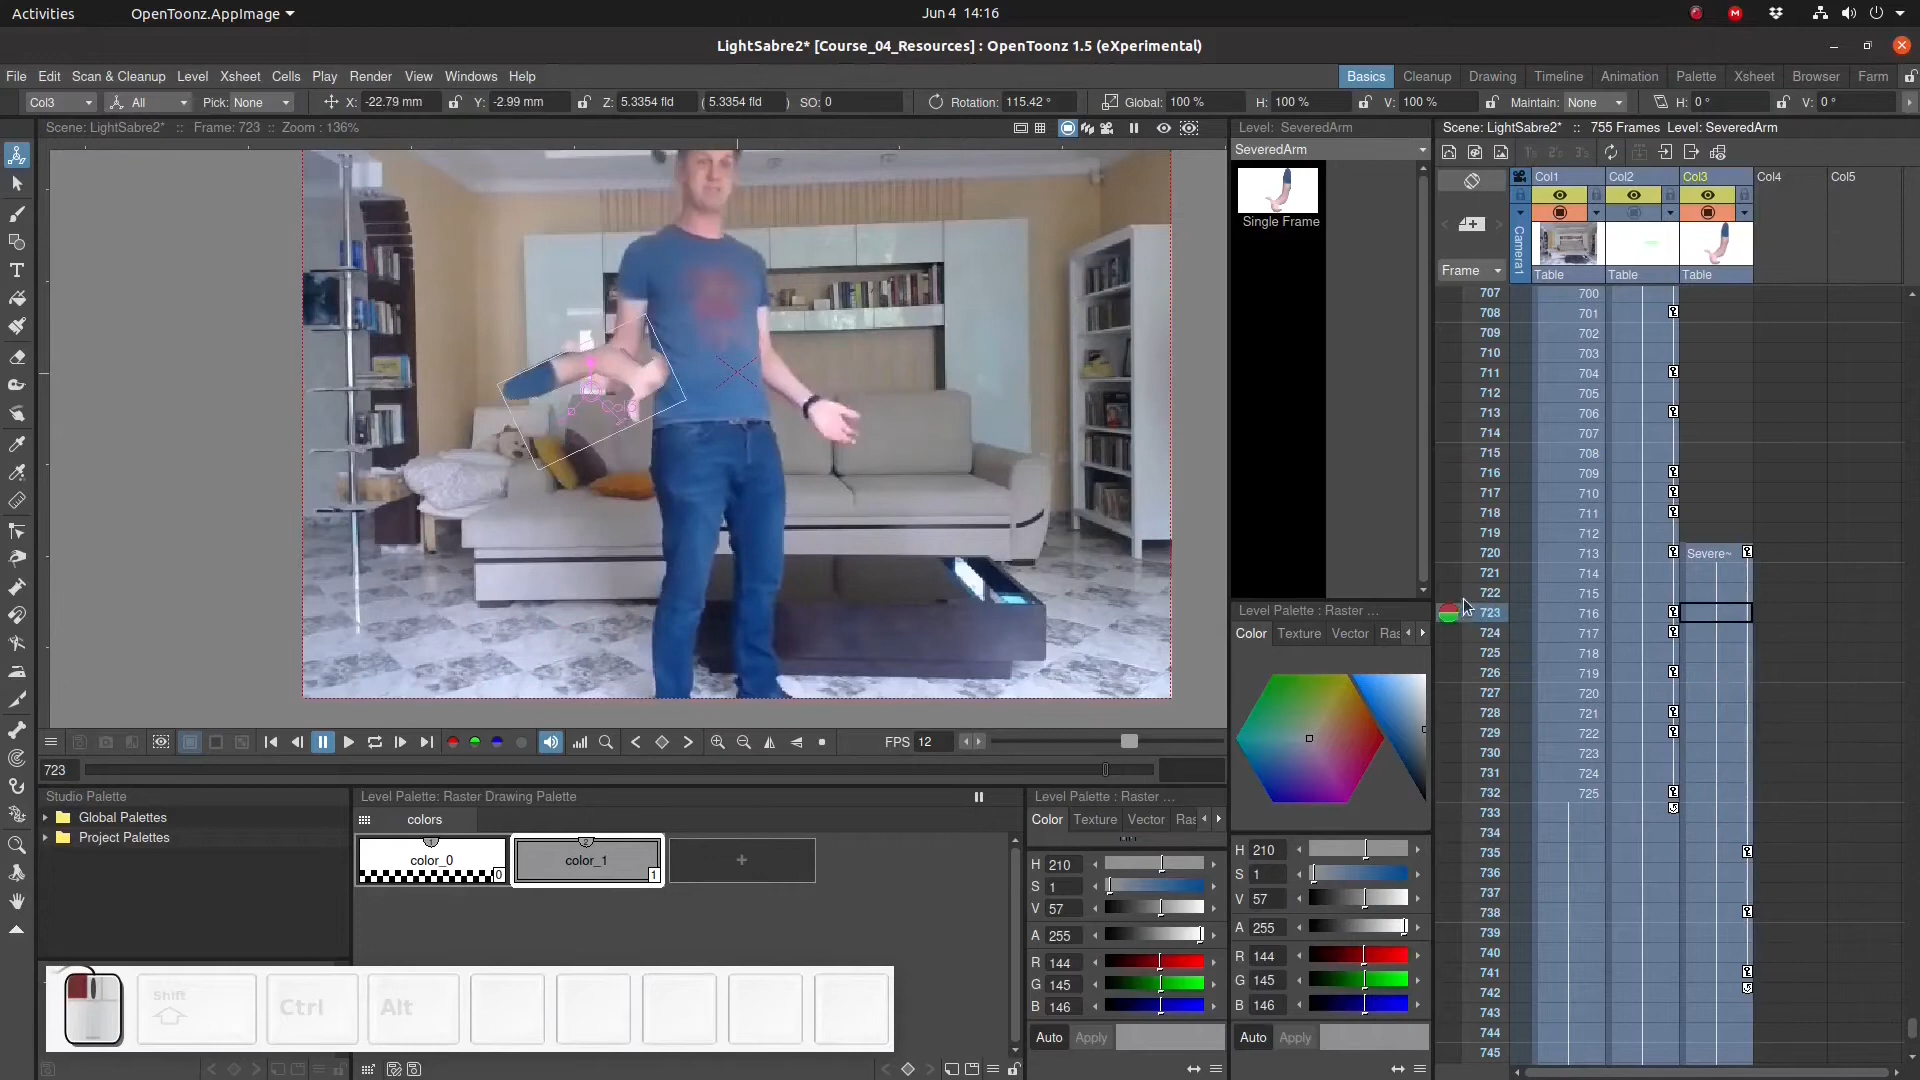 Activities
OpenToonz.AppImage
Jun 4 14:16
LightSabre2* [Course_04_Resources] : OpenToonz 1.5 (eXperimental)
File Edit Scan & Cleanup Level Xsheet Cells Play Render View Windows Help
Basics Cleanup Drawing Timeline Animation Palette Xsheet Browser Farm
Col3 All Pick: None X: -22.79 mm Y: -2.99 mm Z: 5.3354 fld ( 5.3354 fld ) SO: 0 Rotation: 115.42 ° Global: 100 % H: 100 % V: 100 % Maintain: None H: 0 ° V: 0 °
Scene: LightSabre2* :: Frame: 723 :: Zoom : 136%
Level: SeveredArm
SeveredArm
Single Frame
Scene: LightSabre2* :: 755 Frames Level: SeveredArm
Col1 Col2 Col3 Col4 Col5
Camera1
Frame
Table Table Table
707 700
708 701
709 702
710 703
711 704
712 705
713 706
714 707
715 708
716 709
717 710
718 711
719 712
720 713 Severe~
721 714
722 715
723 716
724 717
725 718
726 719
727 720
728 721
729 722
730 723
731 724
732 725
733
734
735
736
737
738
739
740
741
742
743
744
745
Level Palette : Raster ...
Color Texture Vector Ras
H 210
S 1
V 57
A 255
R 144
G 145
B 146
Auto Apply
FPS 12
723
Studio Palette
Global Palettes
Project Palettes
Level Palette: Raster Drawing Palette
colors
1
color_0
0
2
color_1
1
+
Level Palette : Raster ...
Color Texture Vector Ras
H 210
S 1
V 57
A 255
R 144
G 145
B 146
Auto Apply
Shift
Ctrl
Alt